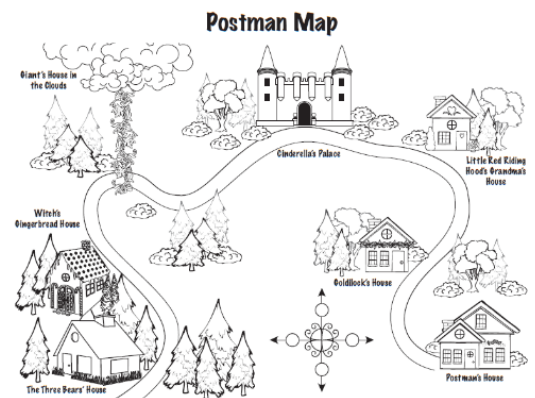 Postman Map
Giant's House in
the Clouds
Cinderella's Palace
Little Red Riding
Hood's Grandma's
House
Witch's
Gingerbread House
Goldilock's House
Postman's House
The Three Bears' House